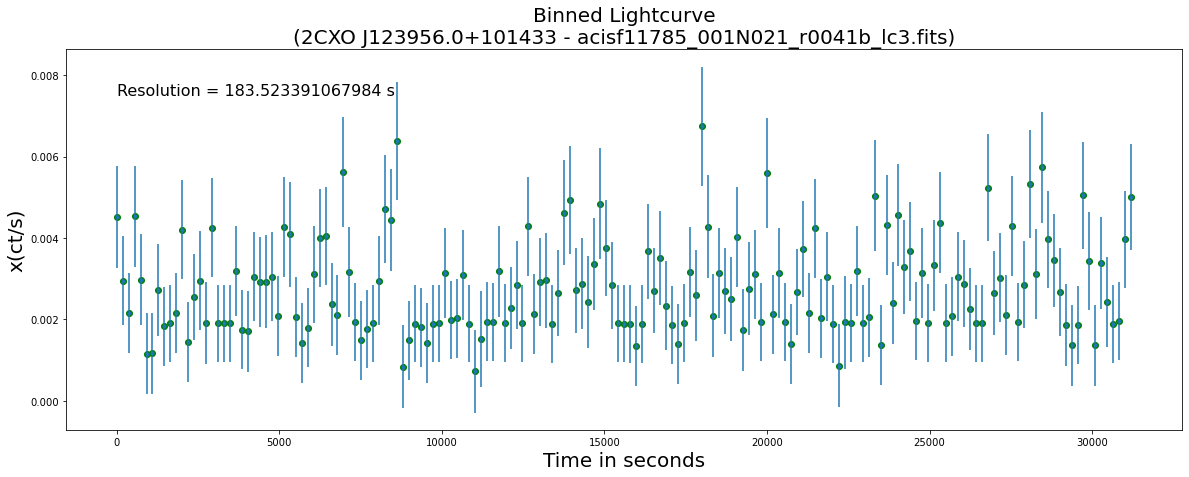 Binned Lightcurve
(2CXO J123956.0+101433 - acisf11785_001N021_r0041b_lc3.fits)
Resolution = 183.523391067984 s
x(ct/s)
0.008
0.006
0.004
0.002
0.000
0 5000 10000 15000 20000 25000 30000
Time in seconds